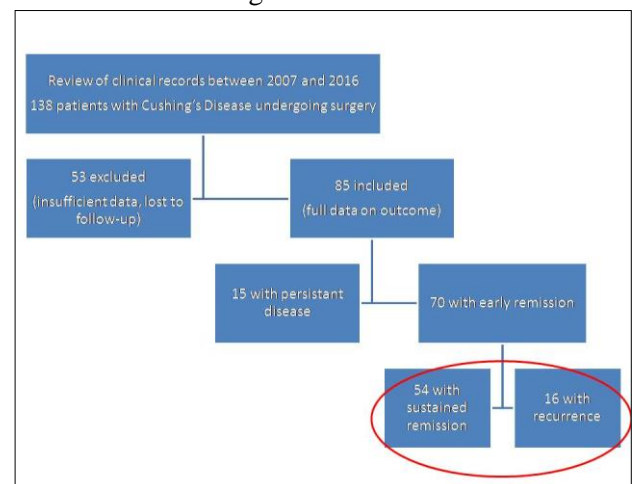 Review of clinical records between 2007 and 2016
138 patients with Cushing's Disease undergoing surgery
53 excluded
(insufficient data, lost to
follow-up)
85 included
(full data on outcome)
15 with persistant
disease
70 with early remission
54 with
sustained
remission
16 with
recurrence